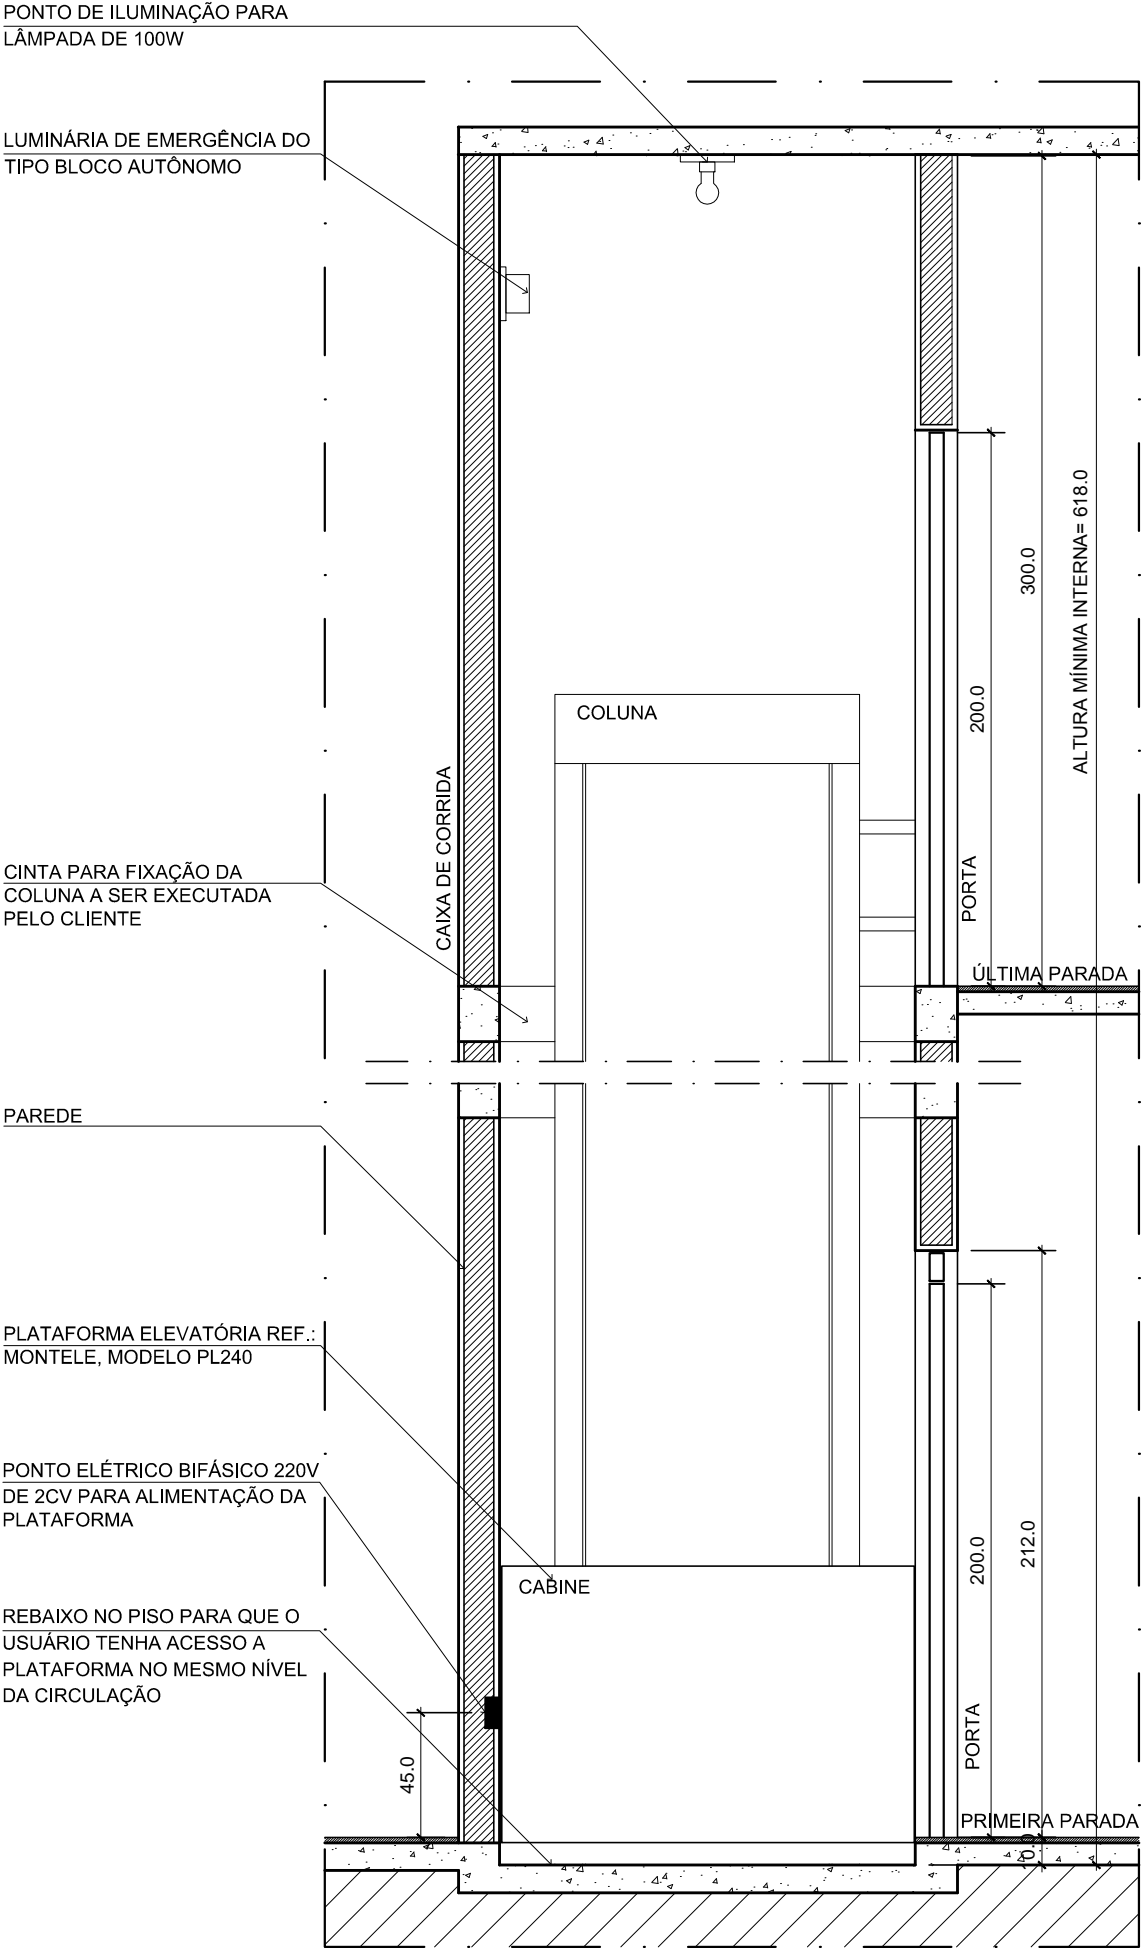 PONTO DE ILUMINAÇÃO PARA
LÂMPADA DE 100W
LUMINÁRIA DE EMERGÊNCIA DO
TIPO BLOCO AUTÔNOMO
COLUNA
CAIXA DE CORRIDA
200.0
300.0
ALTURA MÍNIMA INTERNA= 618.0
CINTA PARA FIXAÇÃO DA
COLUNA A SER EXECUTADA
PELO CLIENTE
PORTA
ÚLTIMA PARADA
PAREDE
PLATAFORMA ELEVATÓRIA REF.:
MONTELE, MODELO PL240
PONTO ELÉTRICO BIFÁSICO 220V
DE 2CV PARA ALIMENTAÇÃO DA
PLATAFORMA
CABINE
200.0
212.0
REBAIXO NO PISO PARA QUE O
USUÁRIO TENHA ACESSO A
PLATAFORMA NO MESMO NÍVEL
DA CIRCULAÇÃO
45.0
PORTA
PRIMEIRA PARADA